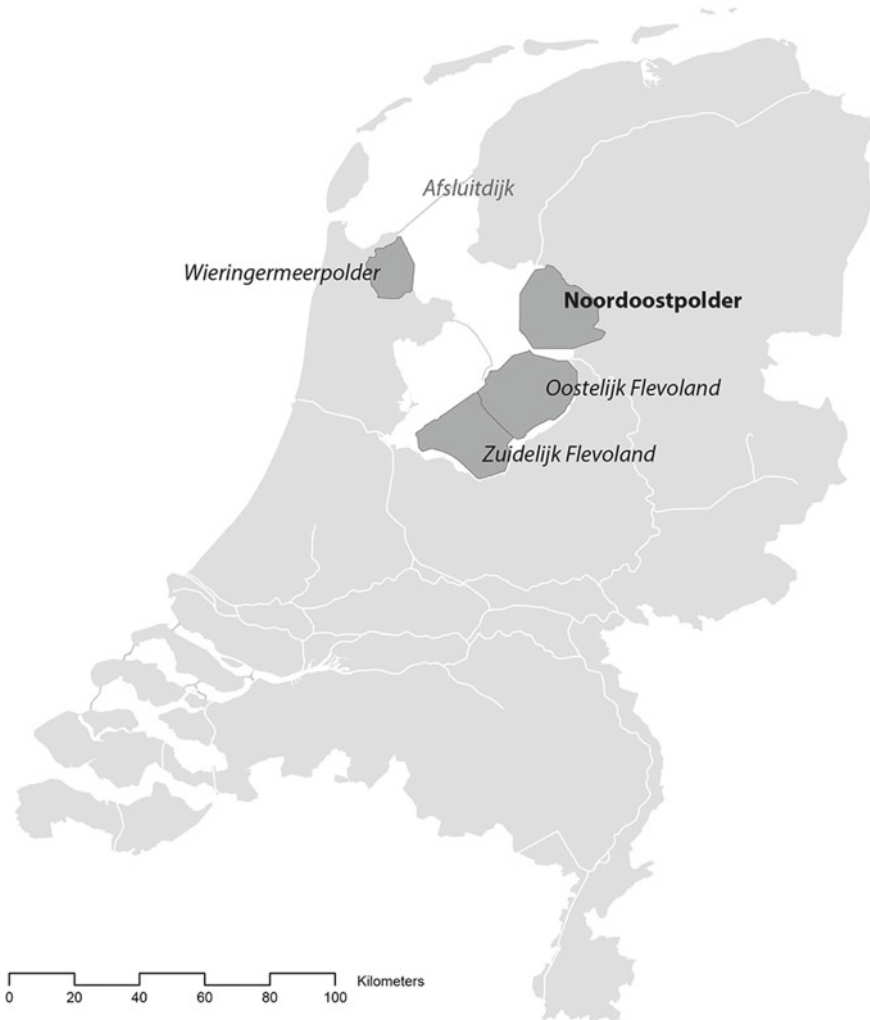 Afsluitdijk
Wieringermeerpolder
Noordoostpolder
Oostelijk Flevoland
Zuidelijk Flevoland
Kilometers
0 20 40 60 80 100